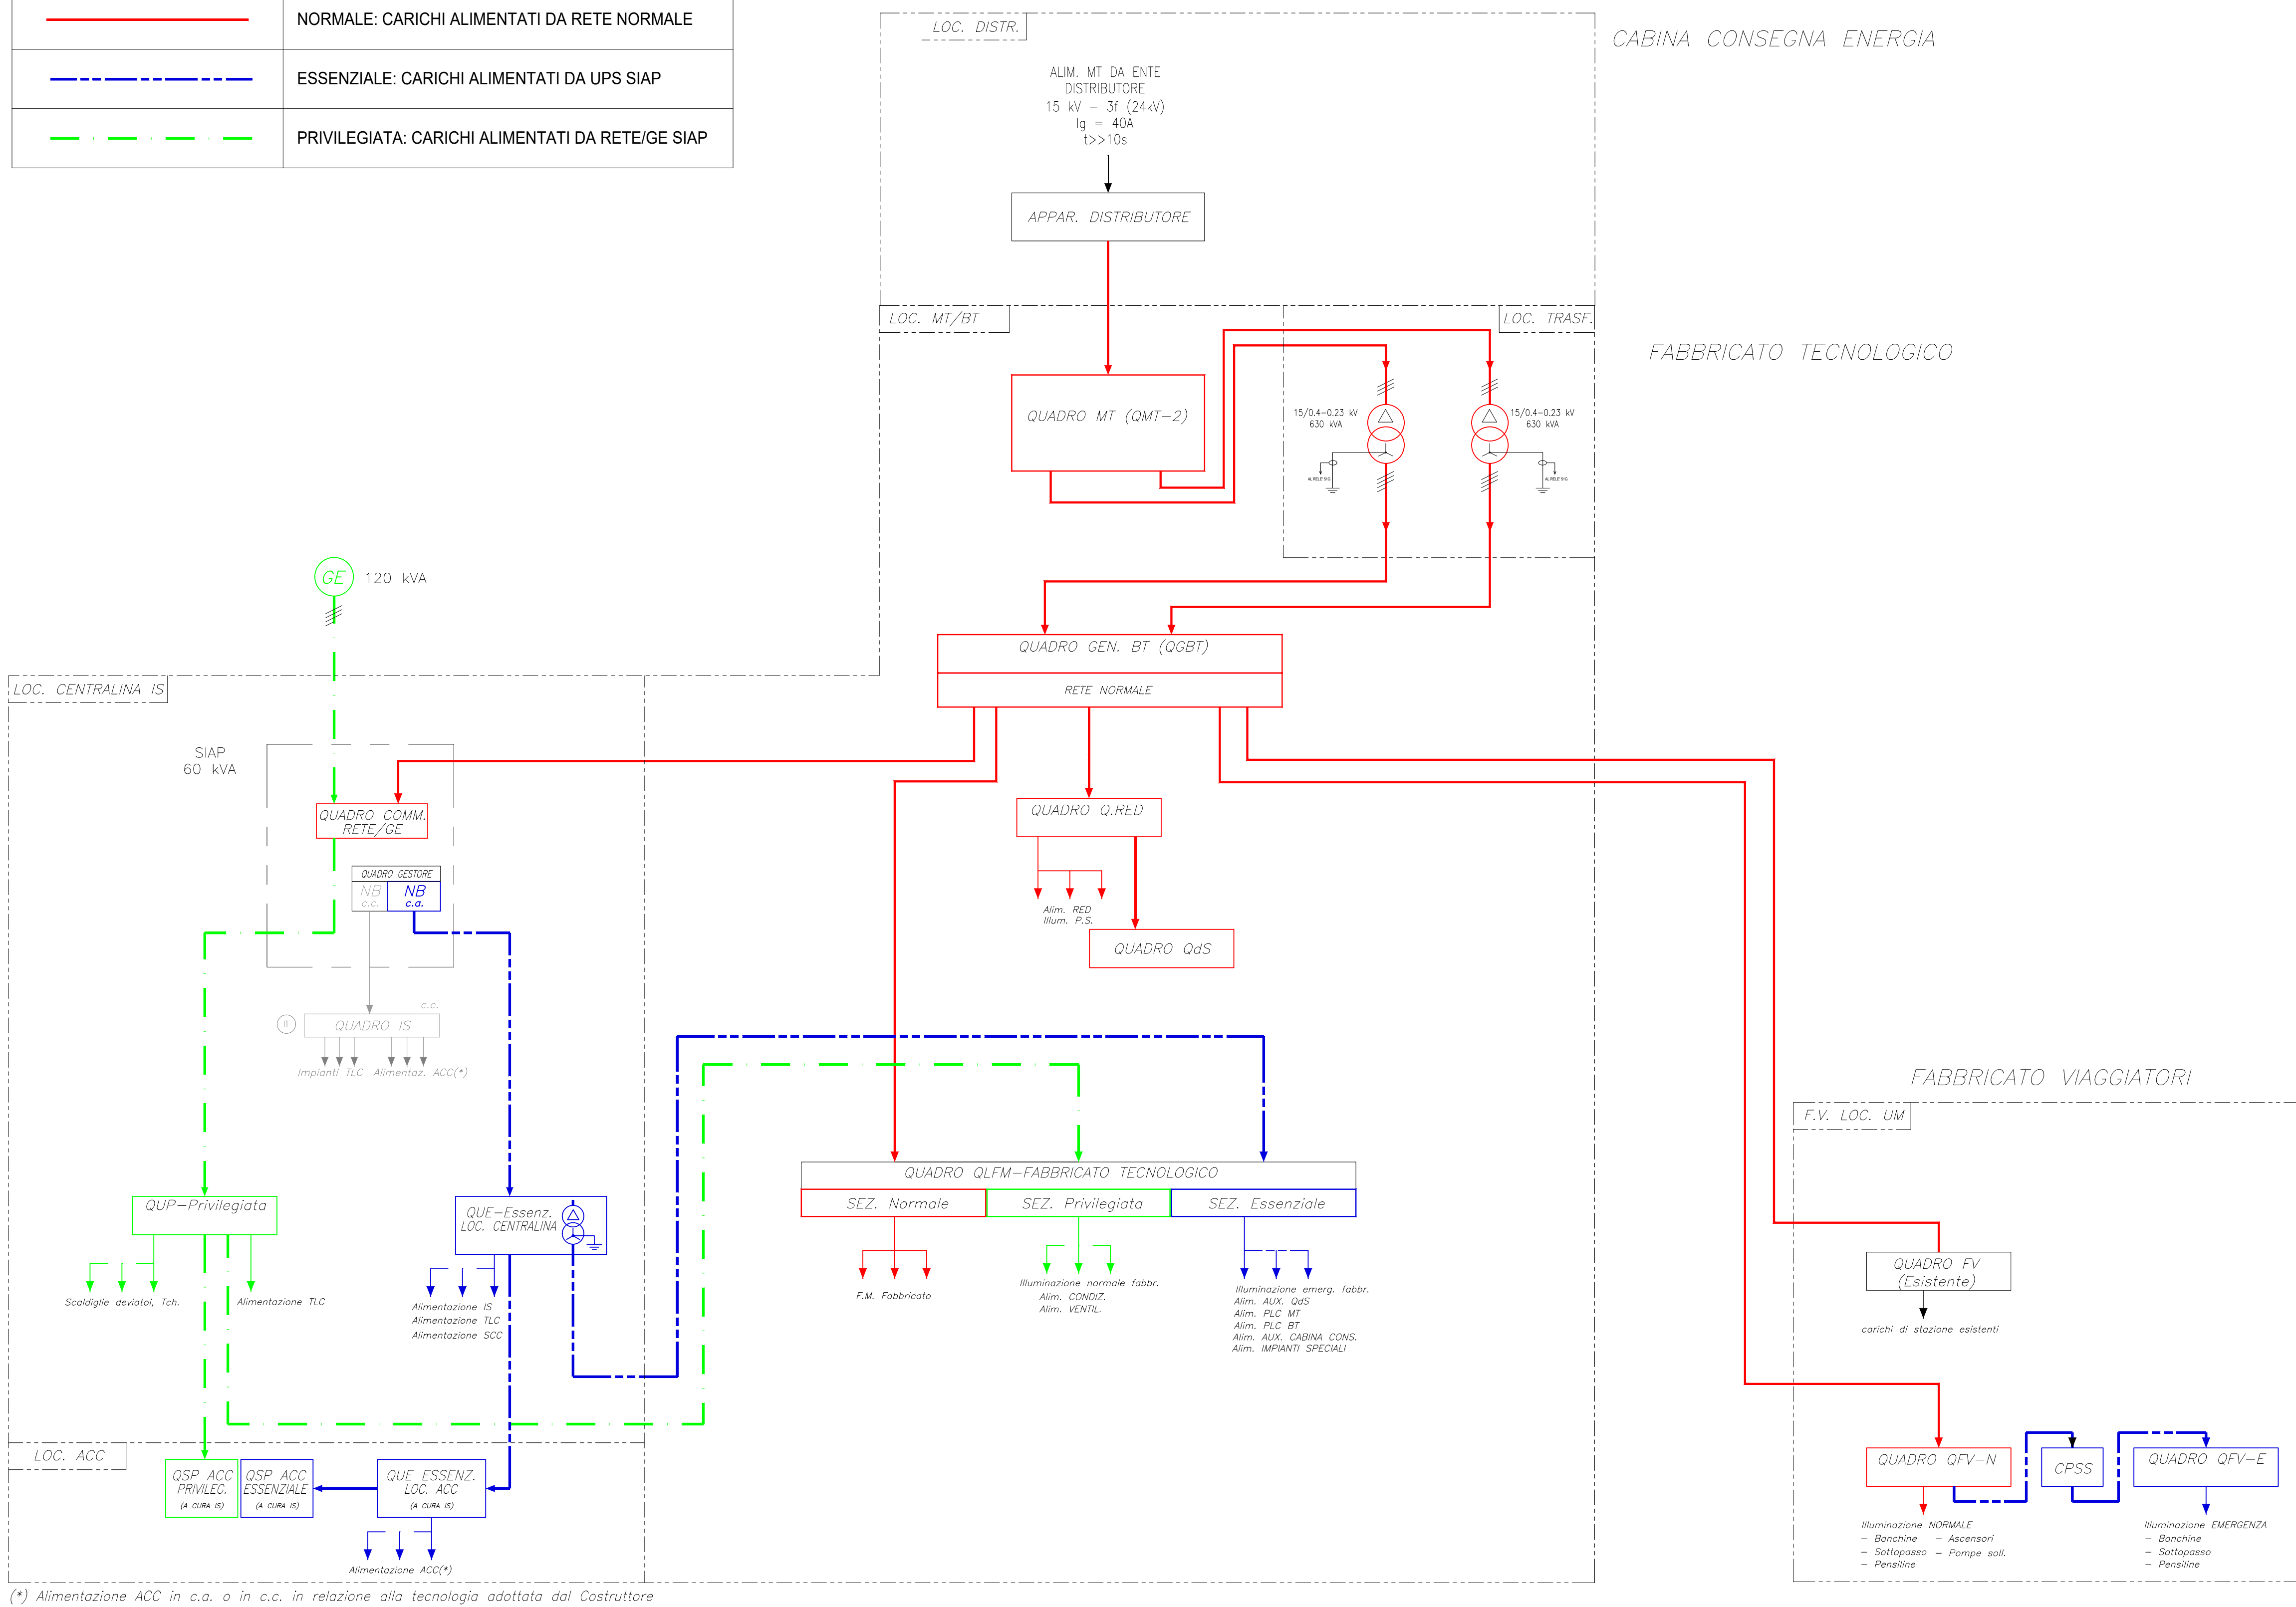 NORMALE: CARICHI ALIMENTATI DA RETE NORMALE
ESSENZIALE: CARICHI ALIMENTATI DA UPS SIAP
PRIVILEGIATA: CARICHI ALIMENTATI DA RETE/GE SIAP
LOC. DISTR.
CABINA CONSEGNA ENERGIA
ALIM. MT DA ENTE
DISTRIBUTORE
15 kV – 3f (24kV)
Ig = 40A
t>>10s
APPAR. DISTRIBUTORE
LOC. MT/BT
LOC. TRASF.
FABBRICATO TECNOLOGICO
QUADRO MT (QMT–2)
15/0.4–0.23 kV
630 kVA
AL RELE' 51G
15/0.4–0.23 kV
630 kVA
AL RELE' 51G
GE
120 kVA
QUADRO GEN. BT (QGBT)
RETE NORMALE
LOC. CENTRALINA IS
SIAP
60 kVA
QUADRO COMM.
RETE/GE
QUADRO GESTORE
NB
c.c.
NB
c.a.
QUADRO Q.RED
Alim. RED
Illum. P.S.
QUADRO QdS
c.c.
IT
QUADRO IS
Impianti TLC
Alimentaz. ACC(*)
FABBRICATO VIAGGIATORI
F.V. LOC. UM
QUADRO QLFM–FABBRICATO TECNOLOGICO
SEZ. Normale
SEZ. Privilegiata
SEZ. Essenziale
F.M. Fabbricato
Illuminazione normale fabbr.
Alim. CONDIZ.
Alim. VENTIL.
Illuminazione emerg. fabbr.
Alim. AUX. QdS
Alim. PLC MT
Alim. PLC BT
Alim. AUX. CABINA CONS.
Alim. IMPIANTI SPECIALI
QUP–Privilegiata
Scaldiglie deviatoi, Tch.
Alimentazione TLC
QUE–Essenz.
LOC. CENTRALINA
Alimentazione IS
Alimentazione TLC
Alimentazione SCC
QUADRO FV
(Esistente)
carichi di stazione esistenti
LOC. ACC
QSP ACC
PRIVILEG.
(A CURA IS)
QSP ACC
ESSENZIALE
(A CURA IS)
QUE ESSENZ.
LOC. ACC
(A CURA IS)
Alimentazione ACC(*)
QUADRO QFV–N
CPSS
QUADRO QFV–E
Illuminazione NORMALE
– Banchine – Ascensori
– Sottopasso – Pompe soll.
– Pensiline
Illuminazione EMERGENZA
– Banchine
– Sottopasso
– Pensiline
(*) Alimentazione ACC in c.a. o in c.c. in relazione alla tecnologia adottata dal Costruttore